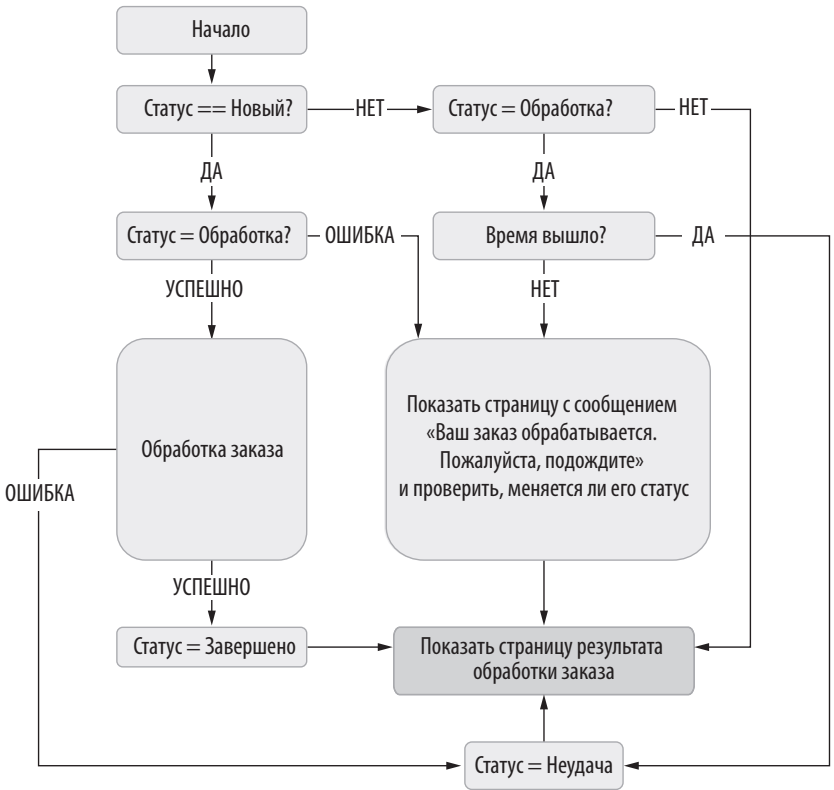 Начало
Статус == Новый?
НЕТ
Статус = Обработка?
НЕТ
ДА
ДА
Статус = Обработка?
ОШИБКА
Время вышло?
ДА
УСПЕШНО
НЕТ
Обработка заказа
Показать страницу с сообщением
«Ваш заказ обрабатывается.
Пожалуйста, подождите»
и проверить, меняется ли его статус
ОШИБКА
УСПЕШНО
Статус = Завершено
Показать страницу результата
обработки заказа
Статус = Неудача